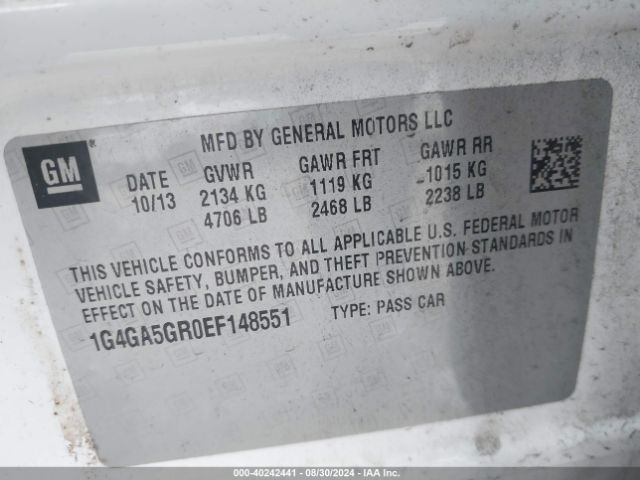 MFD BY GENERAL MOTORS LLC
GM
DATE GVWR GAWR FRT GAWR RR
10/13 2134 KG 1119 KG 1015 KG
4706 LB 2468 LB 2238 LB
THIS VEHICLE CONFORMS TO ALL APPLICABLE U.S. FEDERAL MOTOR
VEHICLE SAFETY, BUMPER, AND THEFT PREVENTION STANDARDS IN
EFFECT ON THE DATE OF MANUFACTURE SHOWN ABOVE.
1G4GA5GR0EF148551 TYPE: PASS CAR
000-40242441 - 08/30/2024 - IAA Inc.